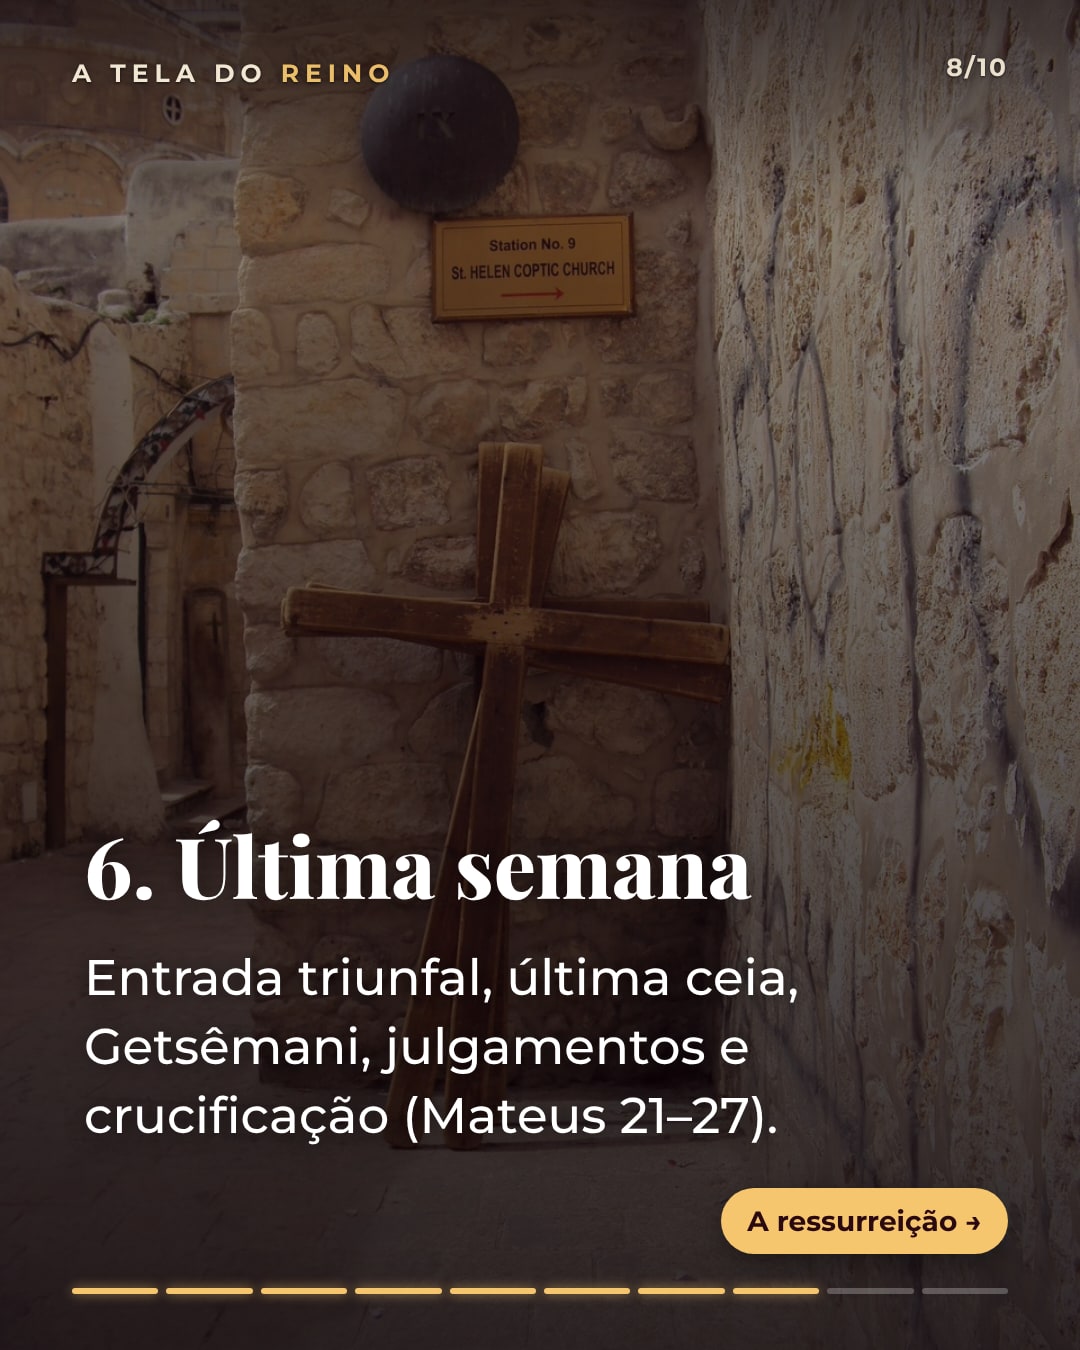 A TELA DO REINO
8/10
IX
Station No. 9
St. HELEN COPTIC CHURCH
6. Última semana
Entrada triunfal, última ceia,
Getsêmani, julgamentos e
crucificação (Mateus 21–27).
A ressurreição →